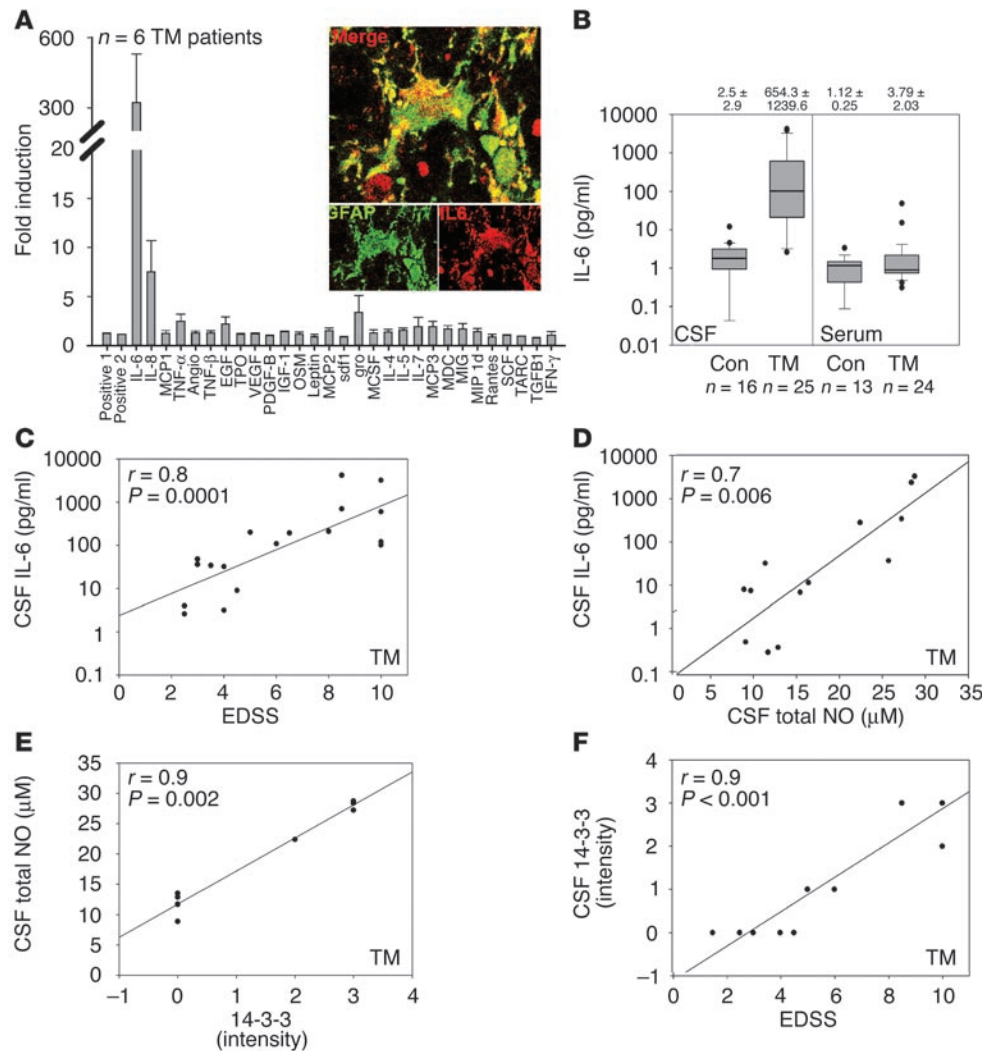 A
n = 6 TM patients
600
300
20
15
10
5
0
Fold induction
Positive 1
Positive 2
IL-6
IL-8
MCP1
TNF-α
Angio
TNF-β
EGF
TPO
VEGF
PDGF-B
IGF-1
OSM
Leptin
MCP2
sdf1
gro
MCSF
IL-4
IL-5
IL-7
MCP3
MDC
MIG
MIP 1d
Rantes
SCF
TARC
TGFB1
IFN-γ
Merge
GFAP
IL6
B
2.5 ± 654.3 ± 1.12 ± 3.79 ±
2.9 1239.6 0.25 2.03
10000
1000
100
10
1
0.1
0.01
IL-6 (pg/ml)
CSF Serum
Con TM Con TM
n = 16 n = 25 n = 13 n = 24
C
r = 0.8
P = 0.0001
10000
1000
100
10
1
0.1
CSF IL-6 (pg/ml)
TM
0 2 4 6 8 10
EDSS
D
r = 0.7
P = 0.006
10000
1000
100
10
1
0.1
CSF IL-6 (pg/ml)
TM
0 5 10 15 20 25 30 35
CSF total NO (μM)
E
r = 0.9
P = 0.002
35
30
25
20
15
10
5
0
CSF total NO (μM)
TM
–1 0 1 2 3 4
14-3-3
(intensity)
F
r = 0.9
P < 0.001
4
3
2
1
0
–1
CSF 14-3-3
(intensity)
TM
0 2 4 6 8 10
EDSS